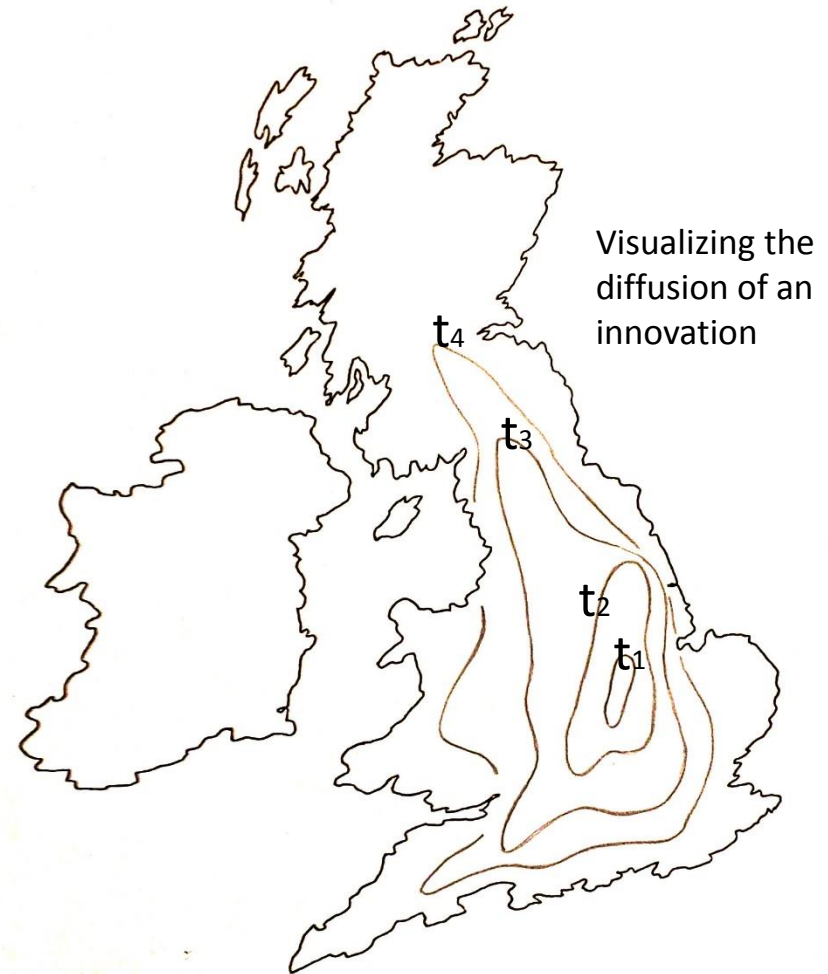 Visualizing the
diffusion of an
innovation
t4
t3
t2
t1